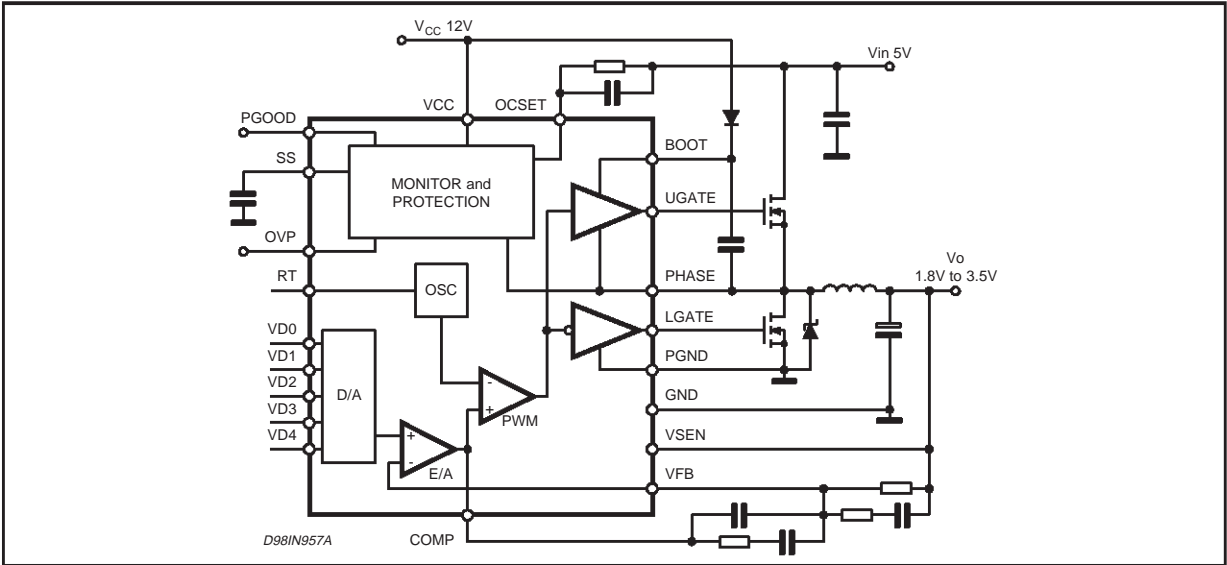 V_CC 12V
Vin 5V
VCC
OCSET
PGOOD
BOOT
SS
MONITOR and
PROTECTION
UGATE
OVP
Vo
1.8V to 3.5V
RT
OSC
PHASE
LGATE
VD0
PGND
VD1
VD2
D/A
-
GND
+
VD3
PWM
VD4
+
VSEN
-
E/A
VFB
D98IN957A
COMP